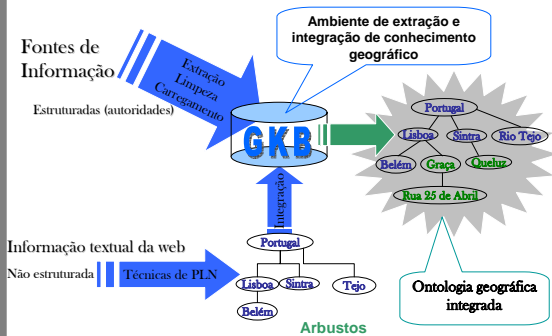 Ambiente de extração e
integração de conhecimento
geográfico
Fontes de
Informação
Extração
Limpeza
Carregamento
Estruturadas (autoridades)
GKB
Portugal
Lisboa
Sintra
Rio Tejo
Belém
Graça
Queluz
Rua 25 de Abril
Integração
Informação textual da web
Não estruturada
Técnicas de PLN
Portugal
Lisboa
Sintra
Tejo
Belém
Arbustos
Ontologia geográfica
integrada